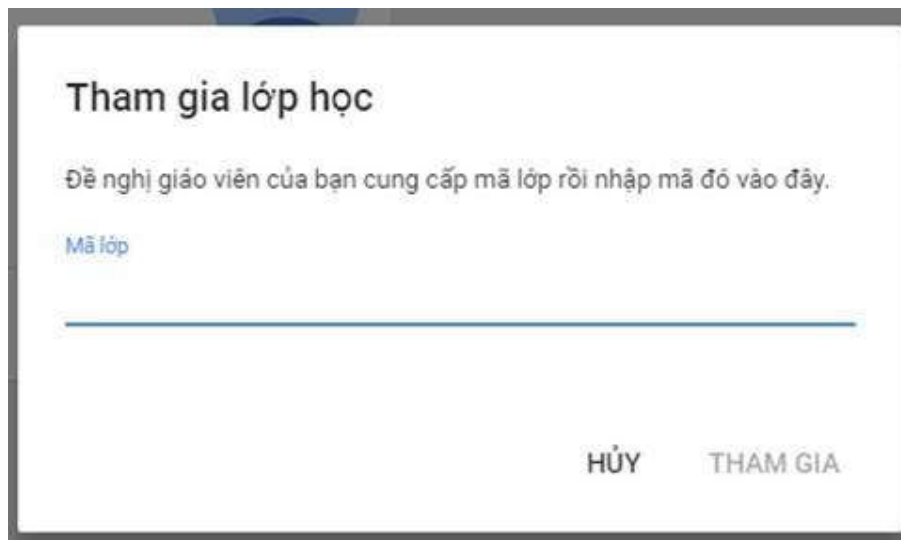 Tham gia lớp học
Đề nghị giáo viên của bạn cung cấp mã lớp rồi nhập mã đó vào đây.
Mã lớp
HỦY THAM GIA